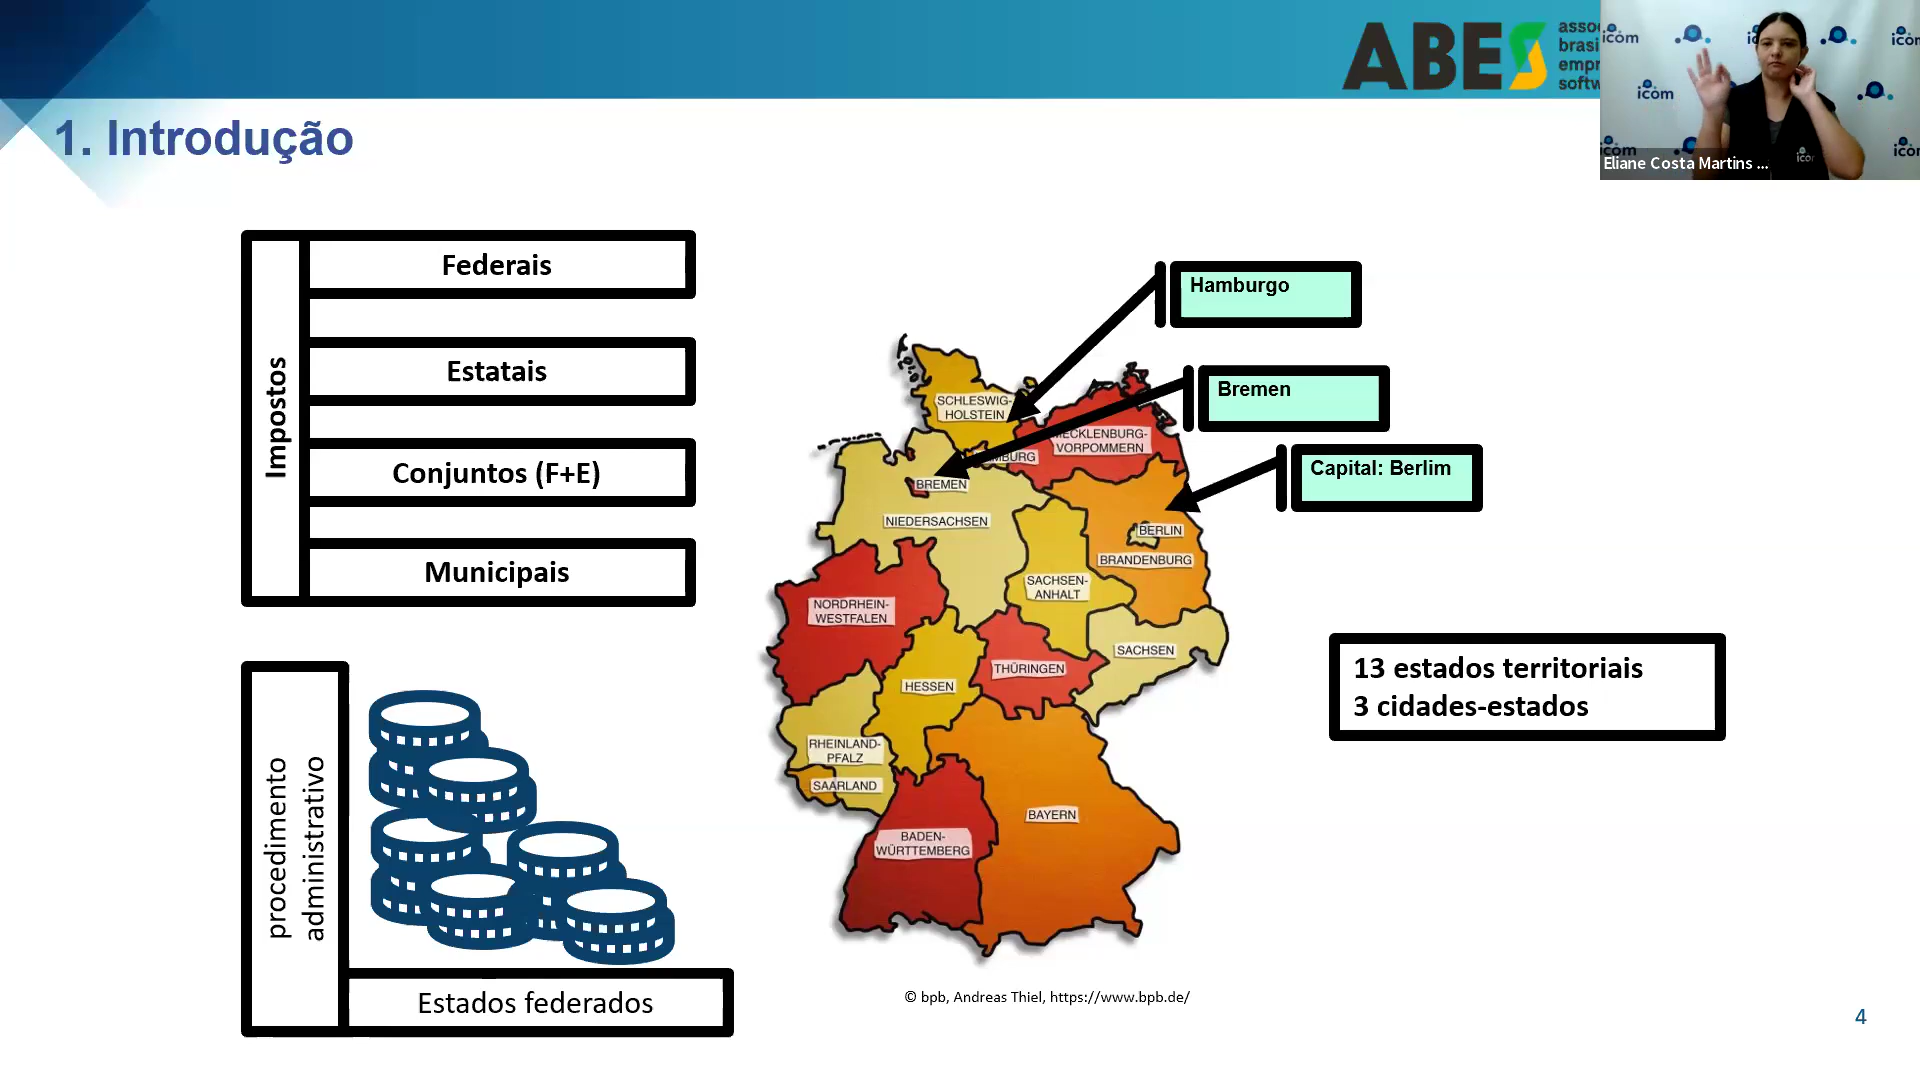 ABES
asso
brasi
empr
softw
icom
icom
Eliane Costa Martins ...
1. Introdução
Impostos
Federais
Estatais
Conjuntos (F+E)
Municipais
procedimento
administrativo
Estados federados
Hamburgo
Bremen
Capital: Berlim
SCHLESWIG-
HOLSTEIN
MECKLENBURG-
VORPOMMERN
BREMEN
NIEDERSACHSEN
BERLIN
BRANDENBURG
SACHSEN-
ANHALT
NORDRHEIN-
WESTFALEN
SACHSEN
THÜRINGEN
HESSEN
RHEINLAND-
PFALZ
SAARLAND
BAYERN
BADEN-
WÜRTTEMBERG
13 estados territoriais
3 cidades-estados
© bpb, Andreas Thiel, https://www.bpb.de/
4